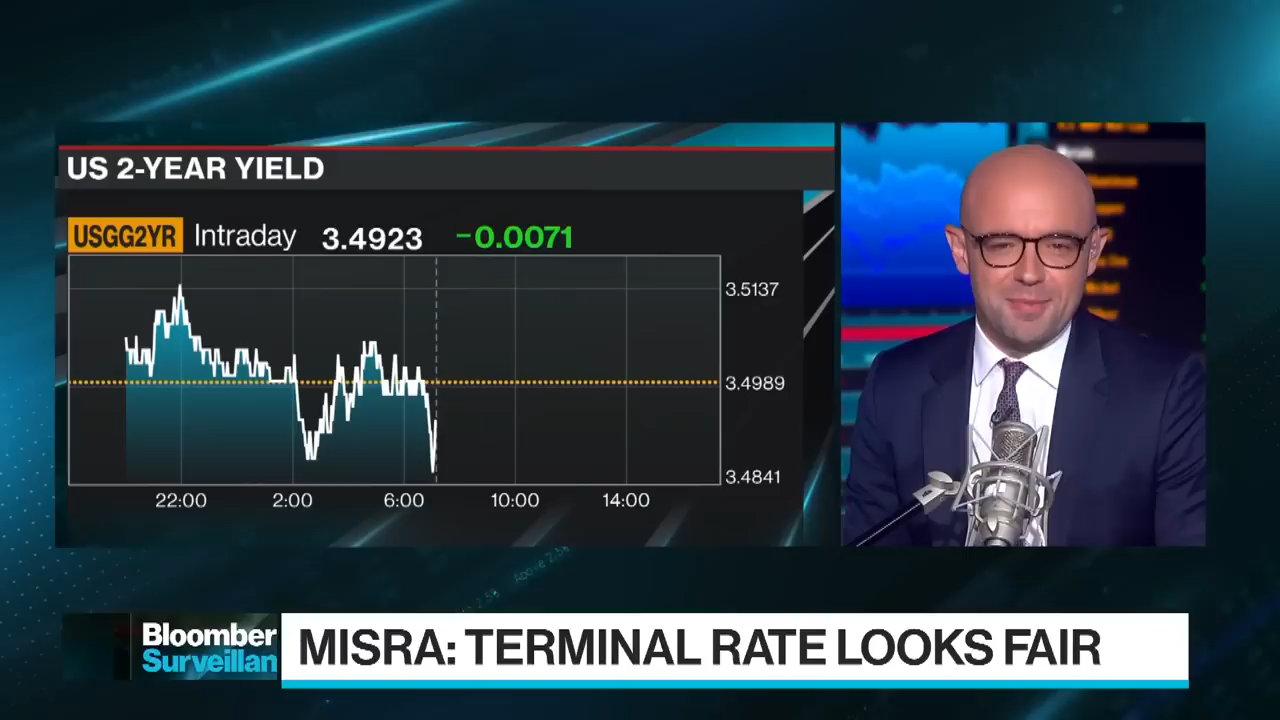 US 2-YEAR YIELD
USGG2YR Intraday 3.4923 -0.0071
3.5137
3.4989
3.4841
22:00 2:00 6:00 10:00 14:00
Bloomber
Surveillan
MISRA: TERMINAL RATE LOOKS FAIR